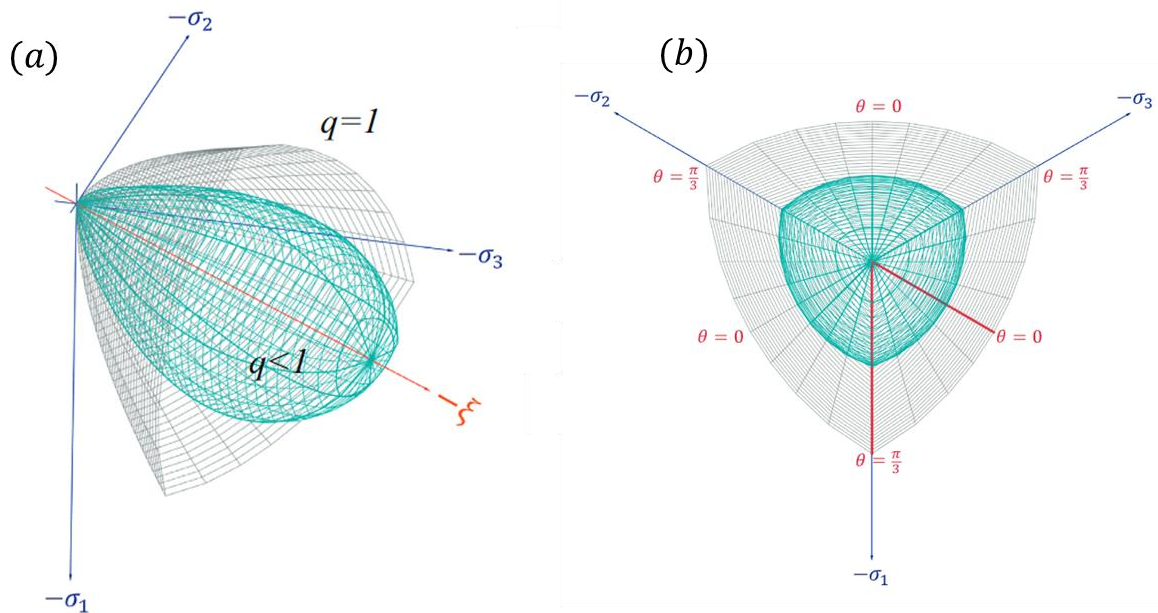 (a)
−σ₂
q=1
−σ₃
q<1
−ξ
−σ₁
(b)
−σ₂
θ = 0
−σ₃
θ = π/3
θ = π/3
θ = 0
θ = 0
θ = π/3
−σ₁